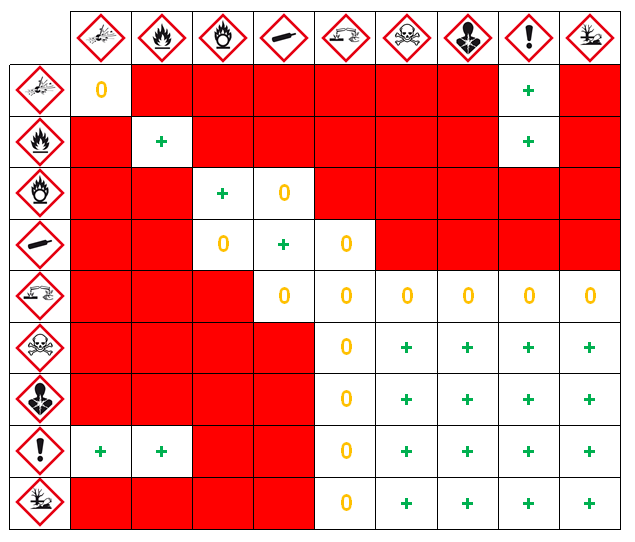 !
0 +
+ +
+ 0
0 + 0
0 0 0 0 0 0
0 + + + +
0 + + + +
! + + 0 + + + +
0 + + + +